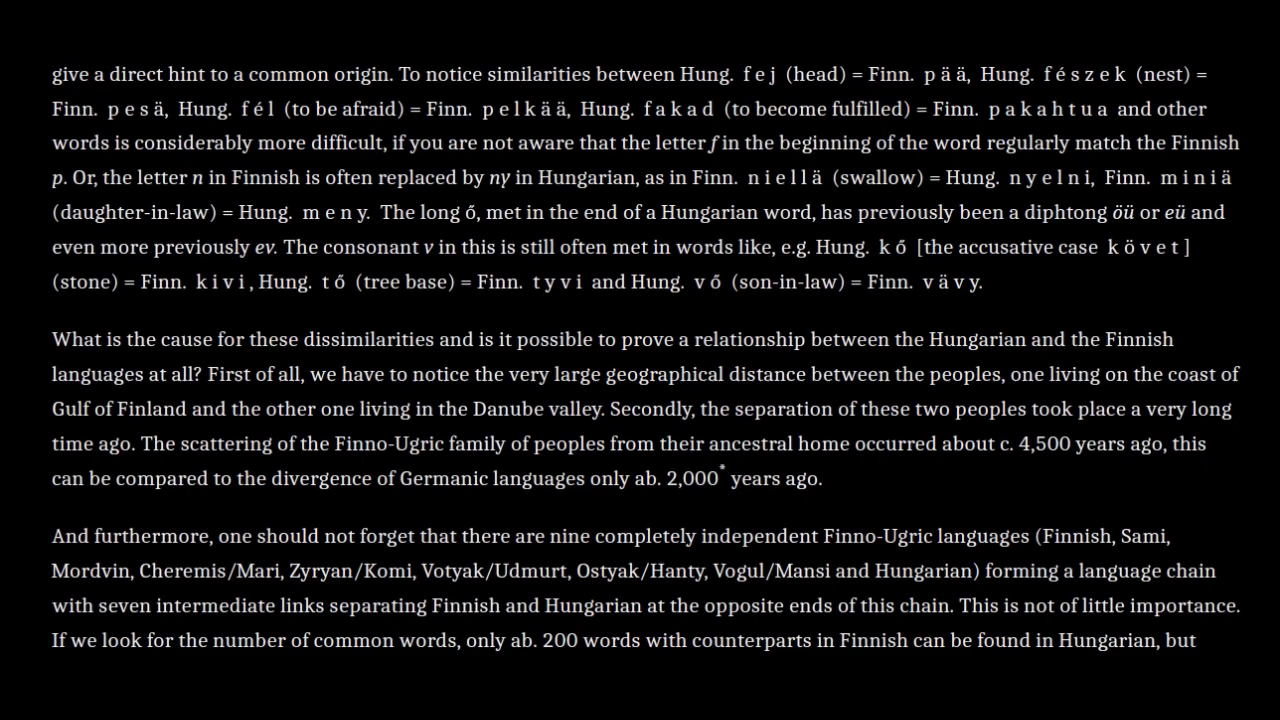 give a direct hint to a common origin. To notice similarities between Hung. f e j (head) = Finn. p ä ä, Hung. f é s z e k (nest) =
Finn. p e s ä, Hung. f é l (to be afraid) = Finn. p e l k ä ä, Hung. f a k a d (to become fulfilled) = Finn. p a k a h t u a and other
words is considerably more difficult, if you are not aware that the letter f in the beginning of the word regularly match the Finnish
p. Or, the letter n in Finnish is often replaced by ny in Hungarian, as in Finn. n i e l l ä (swallow) = Hung. n y e l n i, Finn. m i n i ä
(daughter-in-law) = Hung. m e n y. The long ő, met in the end of a Hungarian word, has previously been a diphtong öü or eü and
even more previously ev. The consonant v in this is still often met in words like, e.g. Hung. k ő [the accusative case k ö v e t ]
(stone) = Finn. k i v i , Hung. t ő (tree base) = Finn. t y v i and Hung. v ő (son-in-law) = Finn. v ä v y.
What is the cause for these dissimilarities and is it possible to prove a relationship between the Hungarian and the Finnish
languages at all? First of all, we have to notice the very large geographical distance between the peoples, one living on the coast of
Gulf of Finland and the other one living in the Danube valley. Secondly, the separation of these two peoples took place a very long
time ago. The scattering of the Finno-Ugric family of peoples from their ancestral home occurred about c. 4,500 years ago, this
can be compared to the divergence of Germanic languages only ab. 2,000* years ago.
And furthermore, one should not forget that there are nine completely independent Finno-Ugric languages (Finnish, Sami,
Mordvin, Cheremis/Mari, Zyryan/Komi, Votyak/Udmurt, Ostyak/Hanty, Vogul/Mansi and Hungarian) forming a language chain
with seven intermediate links separating Finnish and Hungarian at the opposite ends of this chain. This is not of little importance.
If we look for the number of common words, only ab. 200 words with counterparts in Finnish can be found in Hungarian, but